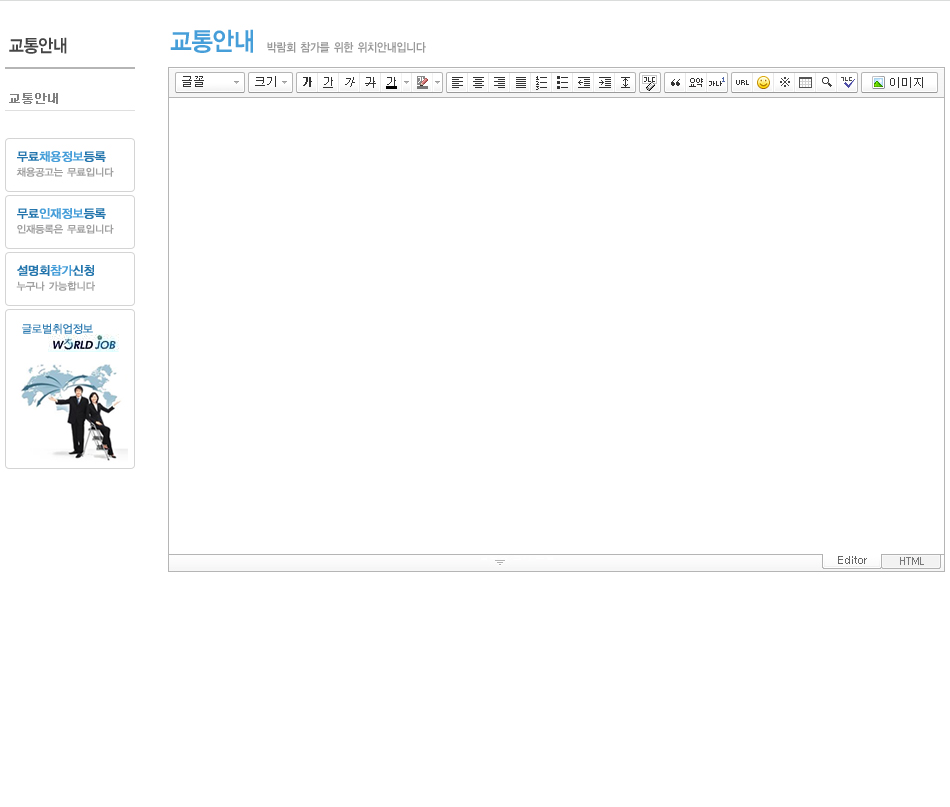 교통안내
교통안내
무료채용정보등록
채용공고는 무료입니다
무료인재정보등록
인재등록은 무료입니다
설명회참가신청
누구나 가능합니다
글로벌취업정보
WORLD JOB
교통안내 박람회 참가를 위한 위치안내입니다
글꼴 크기 가 가 가 가 가 요약 가나 URL 이미지
Editor HTML